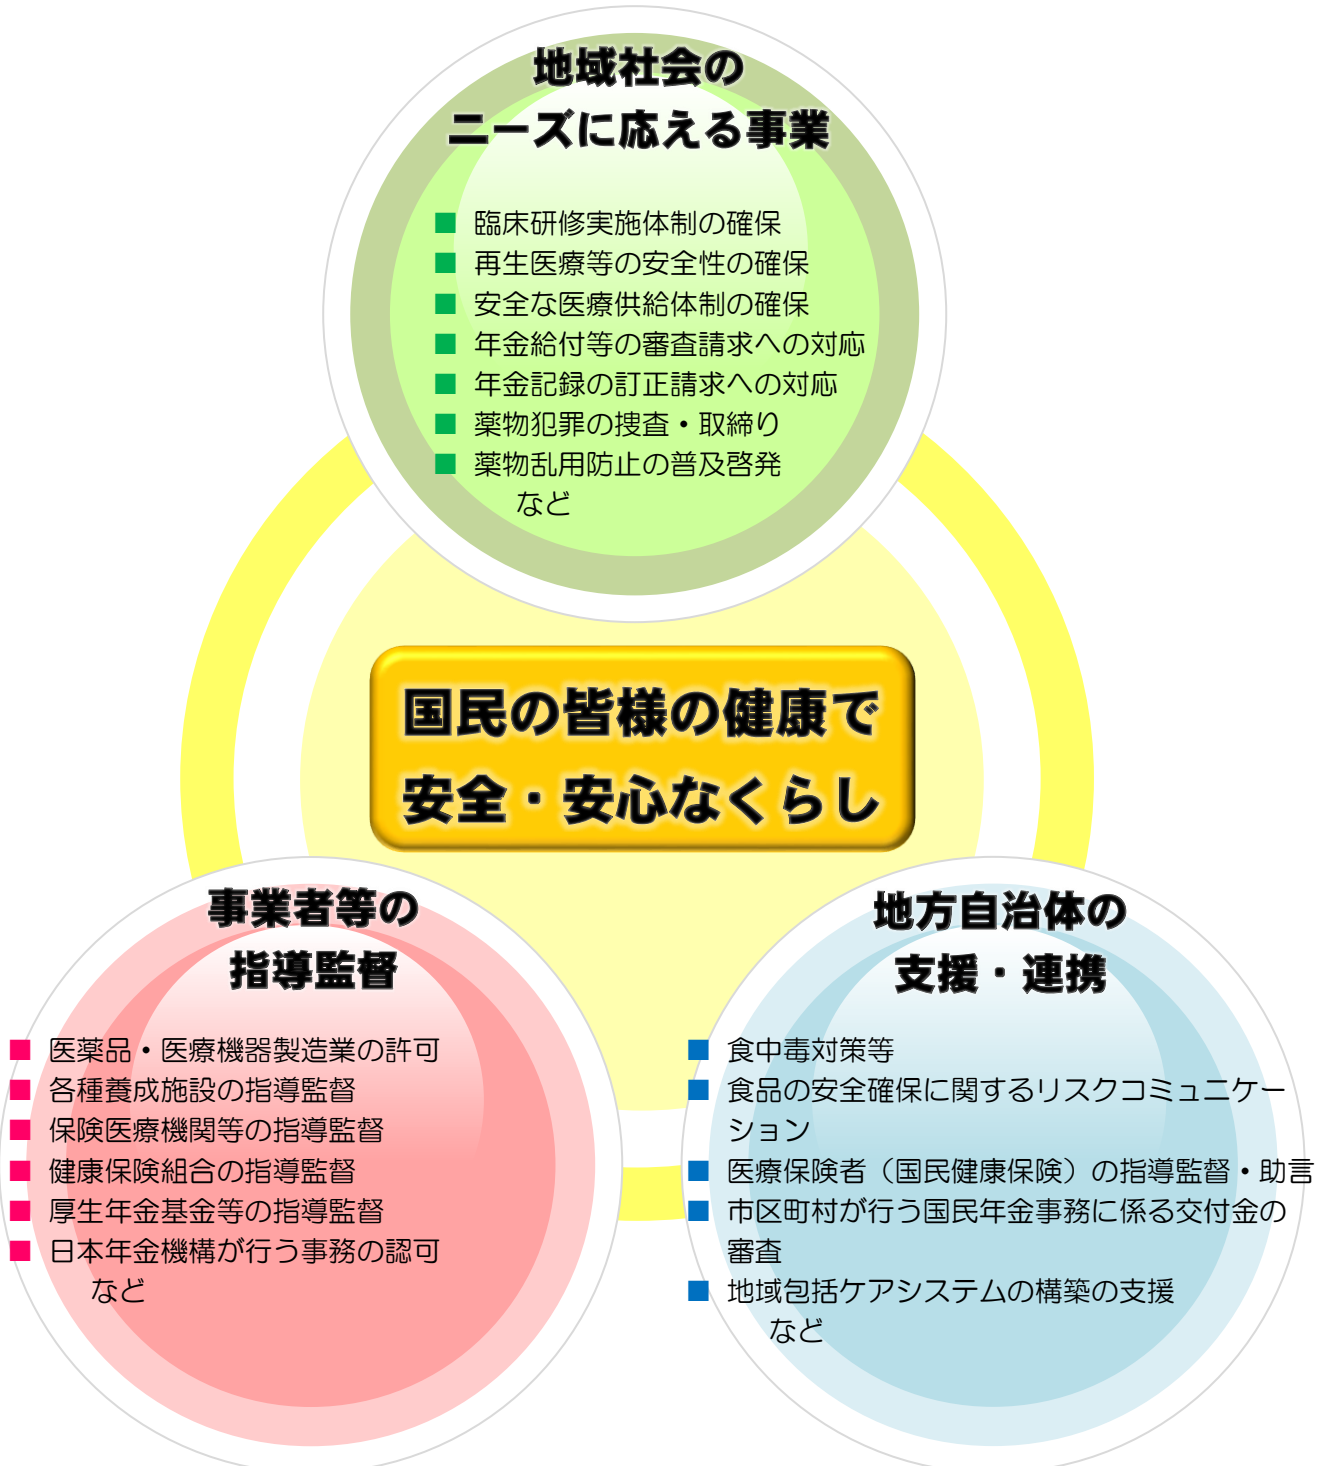 地域社会の
ニーズに応える事業
■ 臨床研修実施体制の確保
■ 再生医療等の安全性の確保
■ 安全な医療供給体制の確保
■ 年金給付等の審査請求への対応
■ 年金記録の訂正請求への対応
■ 薬物犯罪の捜査・取締り
■ 薬物乱用防止の普及啓発
など
国民の皆様の健康で
安全・安心なくらし
事業者等の
指導監督
■ 医薬品・医療機器製造業の許可
■ 各種養成施設の指導監督
■ 保険医療機関等の指導監督
■ 健康保険組合の指導監督
■ 厚生年金基金等の指導監督
■ 日本年金機構が行う事務の認可
など
地方自治体の
支援・連携
■ 食中毒対策等
■ 食品の安全確保に関するリスクコミュニケー
ション
■ 医療保険者（国民健康保険）の指導監督・助言
■ 市区町村が行う国民年金事務に係る交付金の
審査
■ 地域包括ケアシステムの構築の支援
など